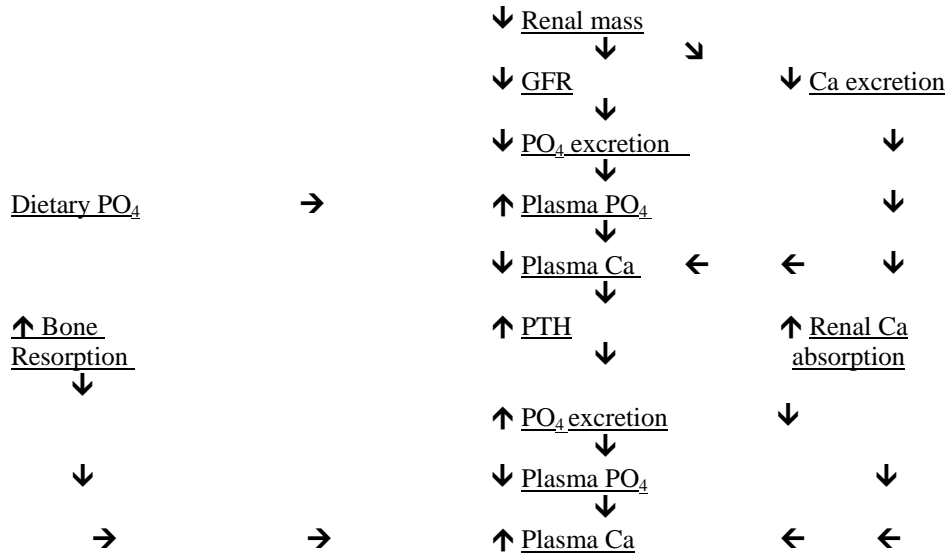 ↓ Renal mass
↓ ↘
↓ GFR ↓ Ca excretion
↓
↓ PO₄ excretion ↓
↓
Dietary PO₄ → ↑ Plasma PO₄ ↓
↓
↓ Plasma Ca ← ← ↓
↓
↑ Bone ↑ PTH ↑ Renal Ca
Resorption ↓ absorption
↓
↑ PO₄ excretion ↓
↓
↓ ↓ Plasma PO₄ ↓
↓
→ → ↑ Plasma Ca ← ←